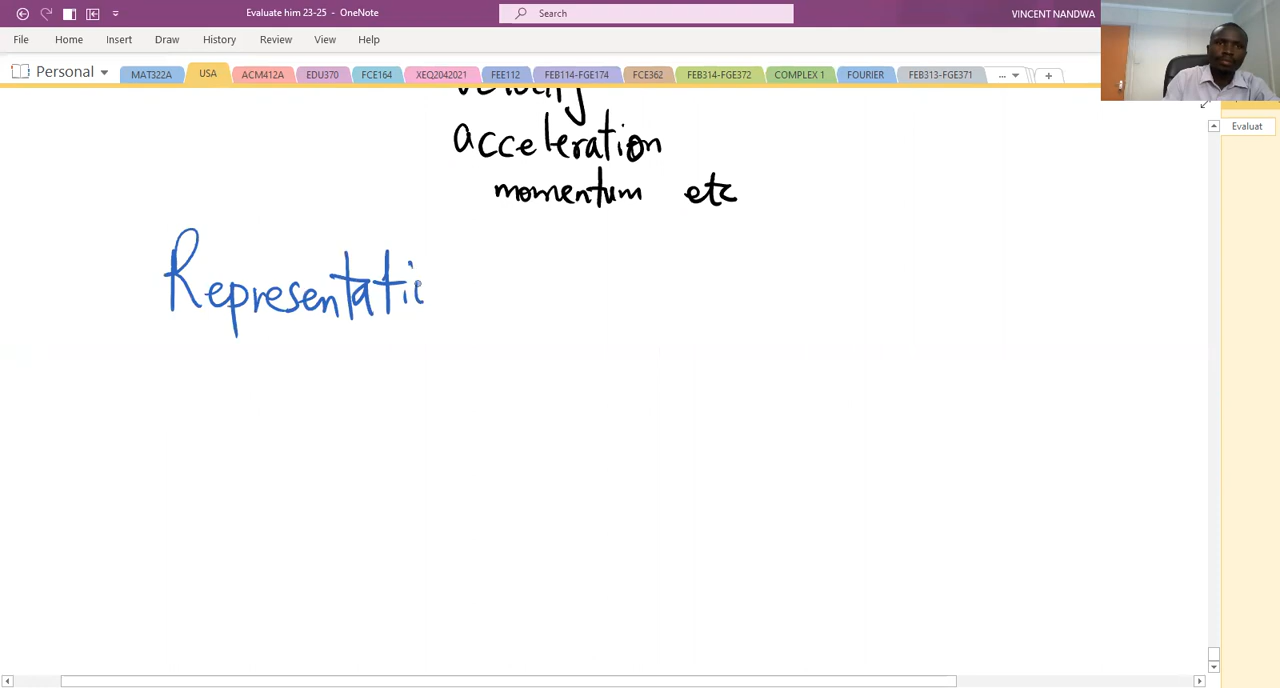 Evaluate him 23-25 - OneNote
Search
VINCENT NANDWA
File Home Insert Draw History Review View Help
Personal MAT322A USA ACM412A EDU370 FCE164 XEQ2042021 FEE112 FEB114-FGE174 FCE362 FEB314-FGE372 COMPLEX 1 FOURIER FEB313-FGE371 ...
Evaluat
velocity
acceleration
momentum etc
Representati